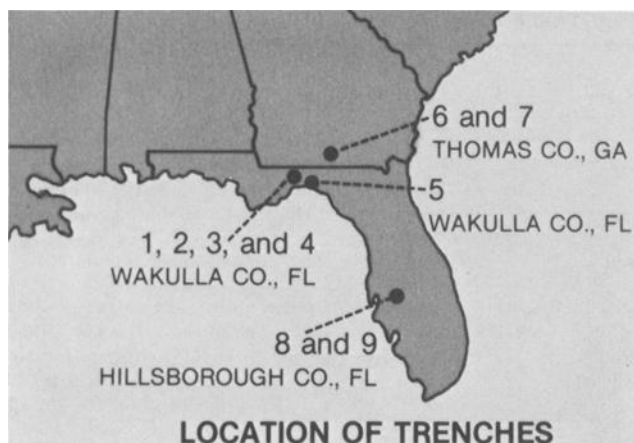 6 and 7
THOMAS CO., GA
5
WAKULLA CO., FL
1, 2, 3, and 4
WAKULLA CO., FL
8 and 9
HILLSBOROUGH CO., FL
LOCATION OF TRENCHES